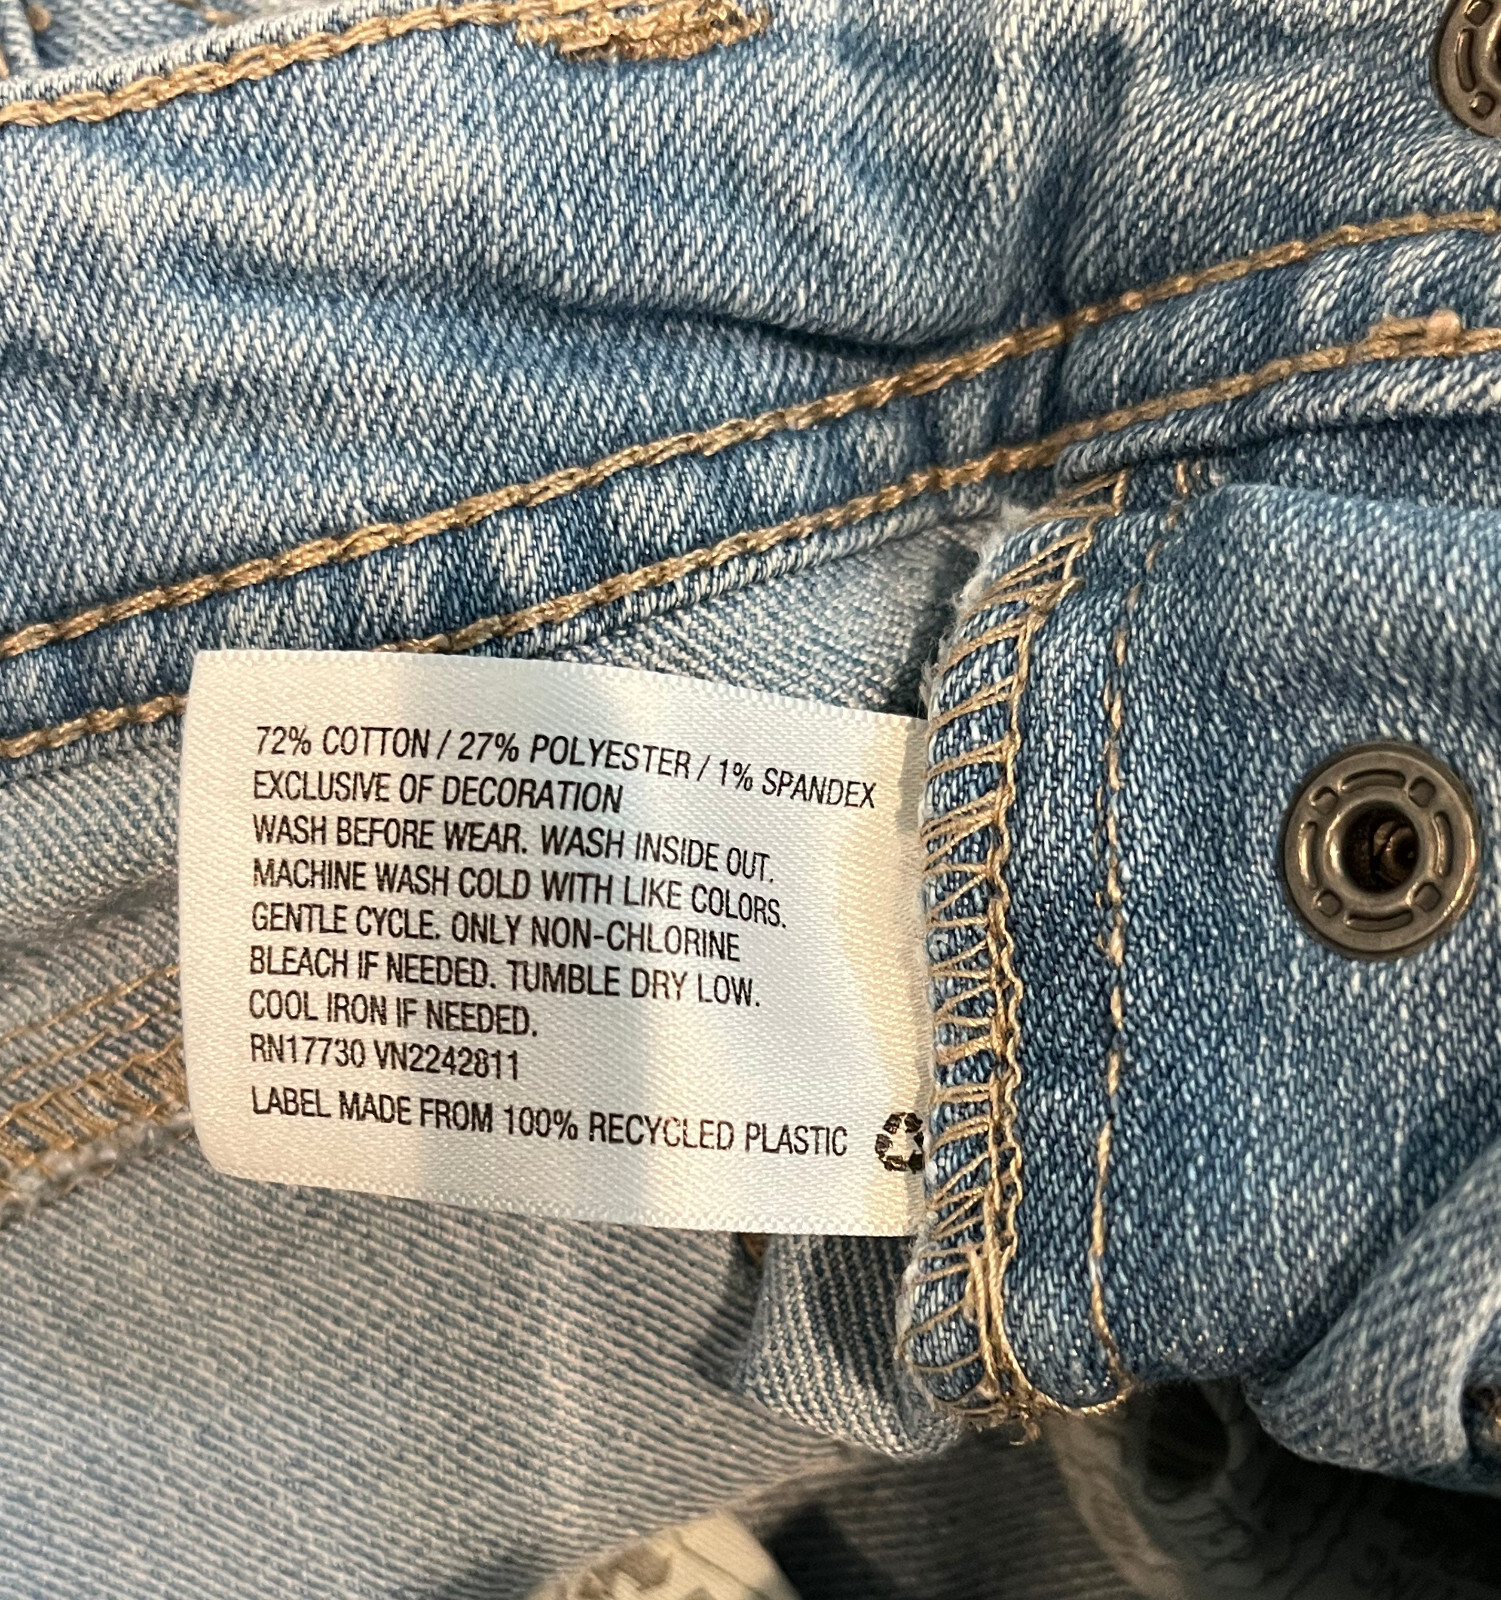 72% COTTON / 27% POLYESTER / 1% SPANDEX
EXCLUSIVE OF DECORATION
WASH BEFORE WEAR. WASH INSIDE OUT.
MACHINE WASH COLD WITH LIKE COLORS.
GENTLE CYCLE. ONLY NON-CHLORINE
BLEACH IF NEEDED. TUMBLE DRY LOW.
COOL IRON IF NEEDED.
RN17730 VN2242811
LABEL MADE FROM 100% RECYCLED PLASTIC